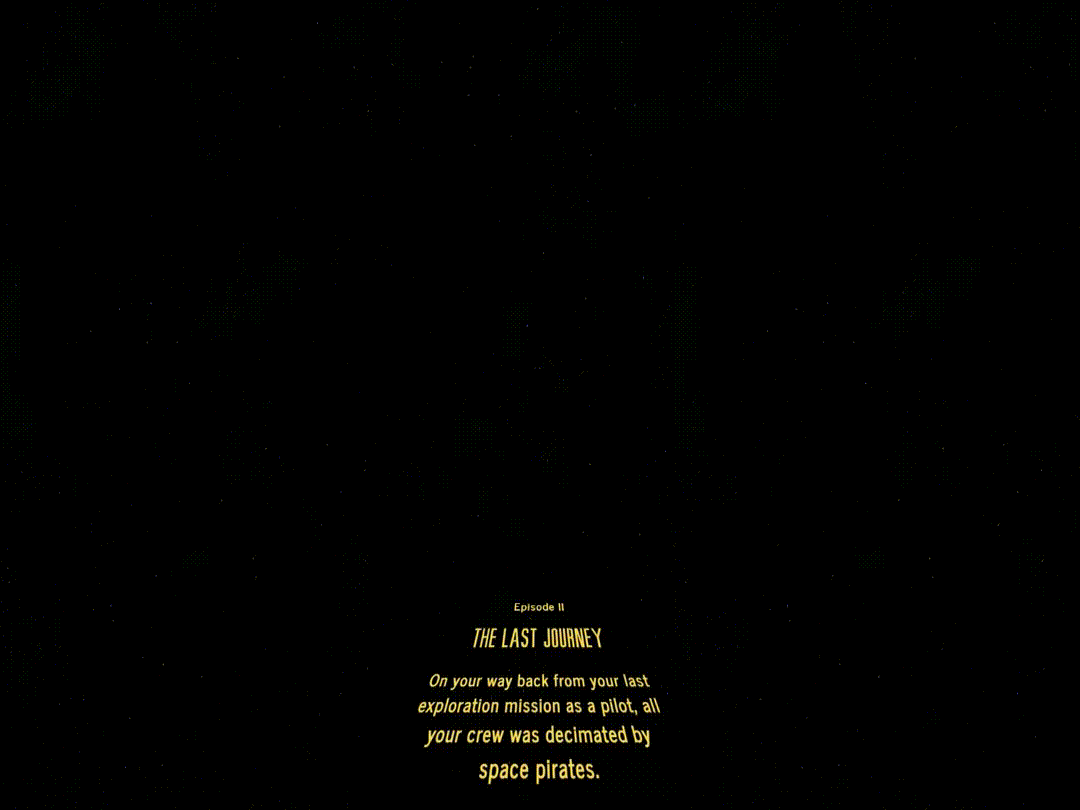 Episode II
THE LAST JOURNEY
On your way back from your last
exploration mission as a pilot, all
your crew was decimated by
space pirates.